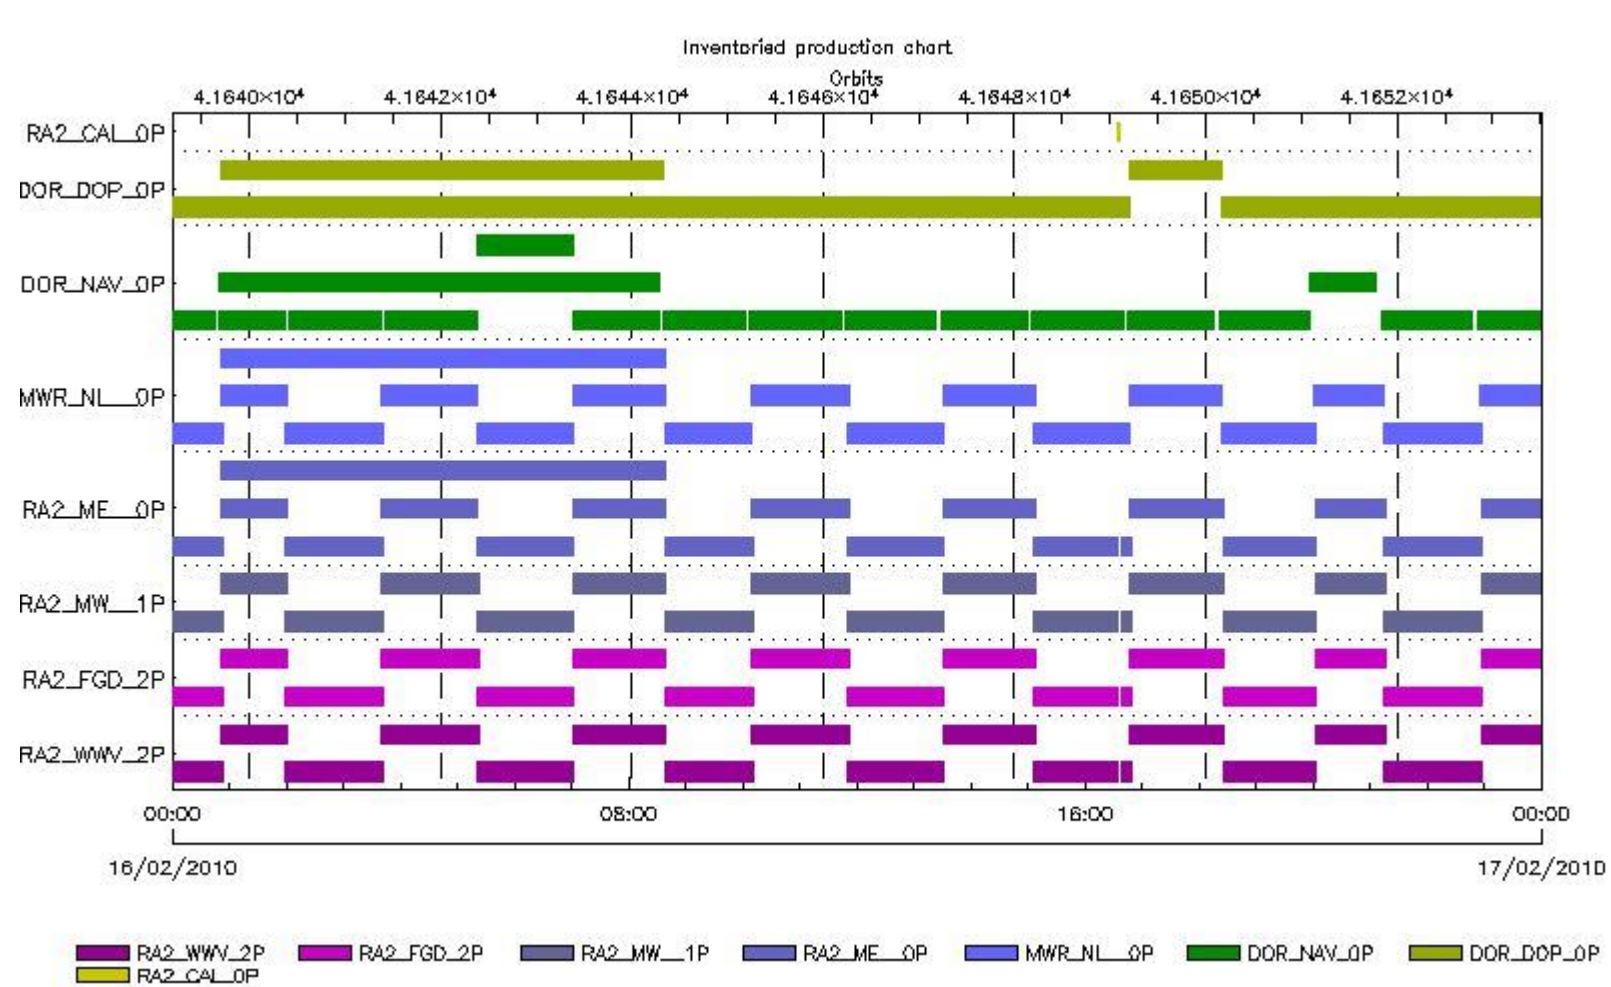 Inventoried production chart
Orbits
4.1640×10⁴ 4.1642×10⁴ 4.1644×10⁴ 4.1646×10⁴ 4.1648×10⁴ 4.1650×10⁴ 4.1652×10⁴
RA2_CAL_0P
DOR_DOP_0P
DOR_NAV_0P
MWR_NL__0P
RA2_ME__0P
RA2_MW__1P
RA2_FGD_2P
RA2_WWV_2P
00:00 08:00 16:00 00:00
16/02/2010 17/02/2010
RA2_WWV_2P RA2_FGD_2P RA2_MW__1P RA2_ME__0P MWR_NL__0P DOR_NAV_0P DOR_DOP_0P
RA2_CAL_0P